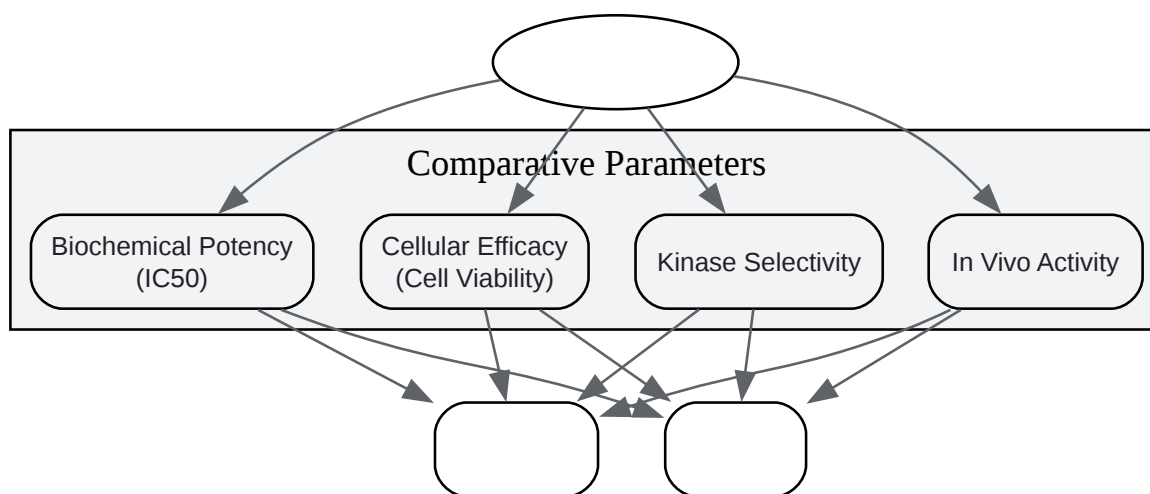 Comparative Parameters
Biochemical Potency
(IC50)
Cellular Efficacy
(Cell Viability)
Kinase Selectivity
In Vivo Activity